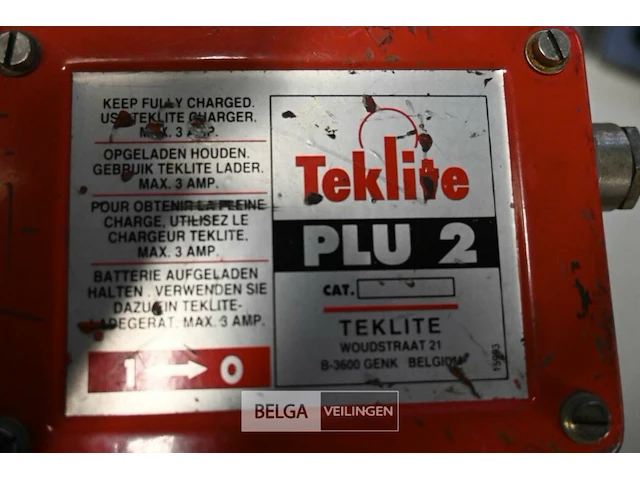 KEEP FULLY CHARGED.
USE TEKLITE CHARGER.
MAX. 3 AMP.
OPGELADEN HOUDEN.
GEBRUIK TEKLITE LADER.
MAX. 3 AMP.
POUR OBTENIR LA PLEINE
CHARGE, UTILISEZ LE
CHARGEUR TEKLITE.
MAX. 3 AMP.
BATTERIE AUFGELADEN
HALTEN . VERWENDEN SIE
DAZU EIN TEKLITE-
LADEGERAT. MAX. 3 AMP.
1 → 0
Teklite
PLU 2
CAT.
TEKLITE
WOUDSTRAAT 21
B-3600 GENK BELGIUM
BELGA VEILINGEN